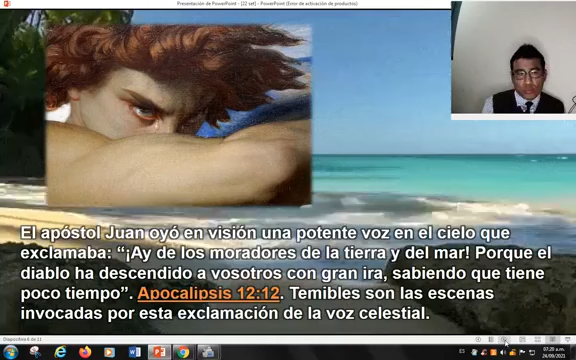 Presentación de PowerPoint - [22 set] - PowerPoint (Error de activación de productos)
El apóstol Juan oyó en visión una potente voz en el cielo que
exclamaba: “¡Ay de los moradores de la tierra y del mar! Porque el
diablo ha descendido a vosotros con gran ira, sabiendo que tiene
poco tiempo”. Apocalipsis 12:12. Temibles son las escenas
invocadas por esta exclamación de la voz celestial.
Diapositiva 6 de 11
07:20 a.m.
24/09/2021